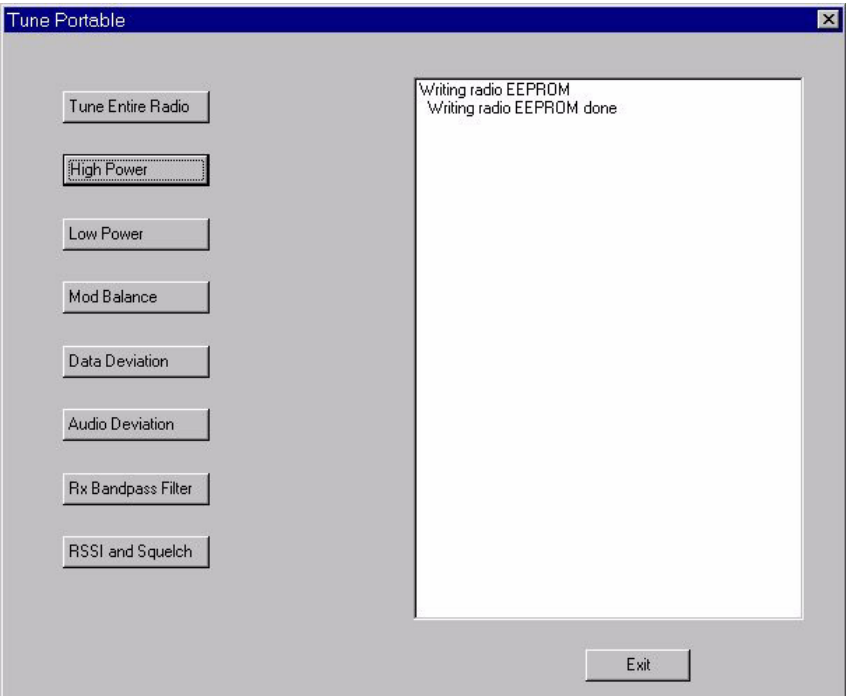 Tune Portable
Tune Entire Radio
High Power
Low Power
Mod Balance
Data Deviation
Audio Deviation
Rx Bandpass Filter
RSSI and Squelch
Writing radio EEPROM
Writing radio EEPROM done
Exit